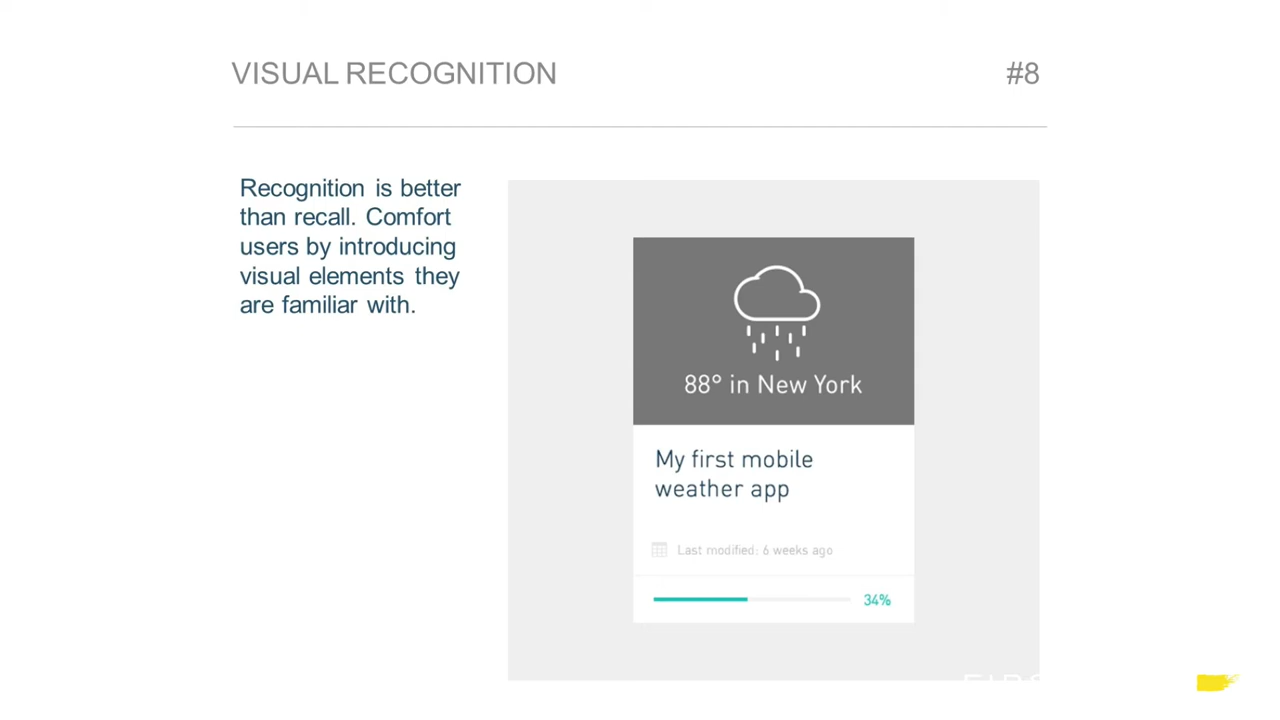 VISUAL RECOGNITION #8
Recognition is better
than recall. Comfort
users by introducing
visual elements they
are familiar with.
88° in New York
My first mobile
weather app
Last modified: 6 weeks ago
34%